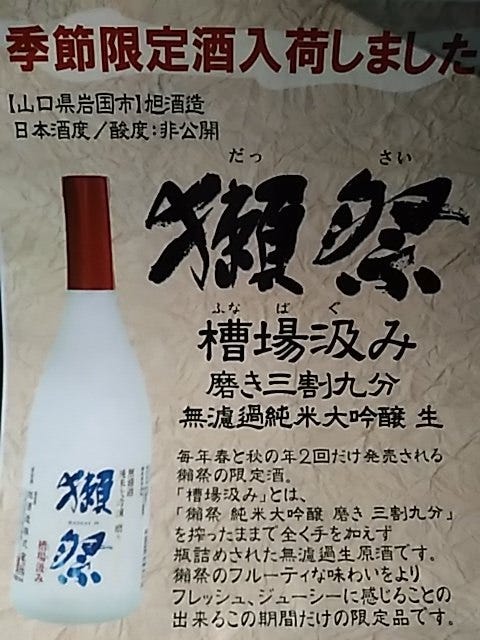 季節限定酒入荷しました
【山口県岩国市】旭酒造
日本酒度/酸度:非公開
だっ さい
獺祭
ふな ば く
槽場汲み
磨き三割九分
無濾過純米大吟醸 生
毎年春と秋の年2回だけ発売される
獺祭の限定酒。
「槽場汲み」とは、
「獺祭 純米大吟醸 磨き 三割九分」
を搾ったままで全く手を加えず
瓶詰めされた無濾過生原酒です。
獺祭のフルーティな味わいをより
フレッシュ、ジューシーに感じることの
出来るこの期間だけの限定品です。
獺祭
槽場汲み